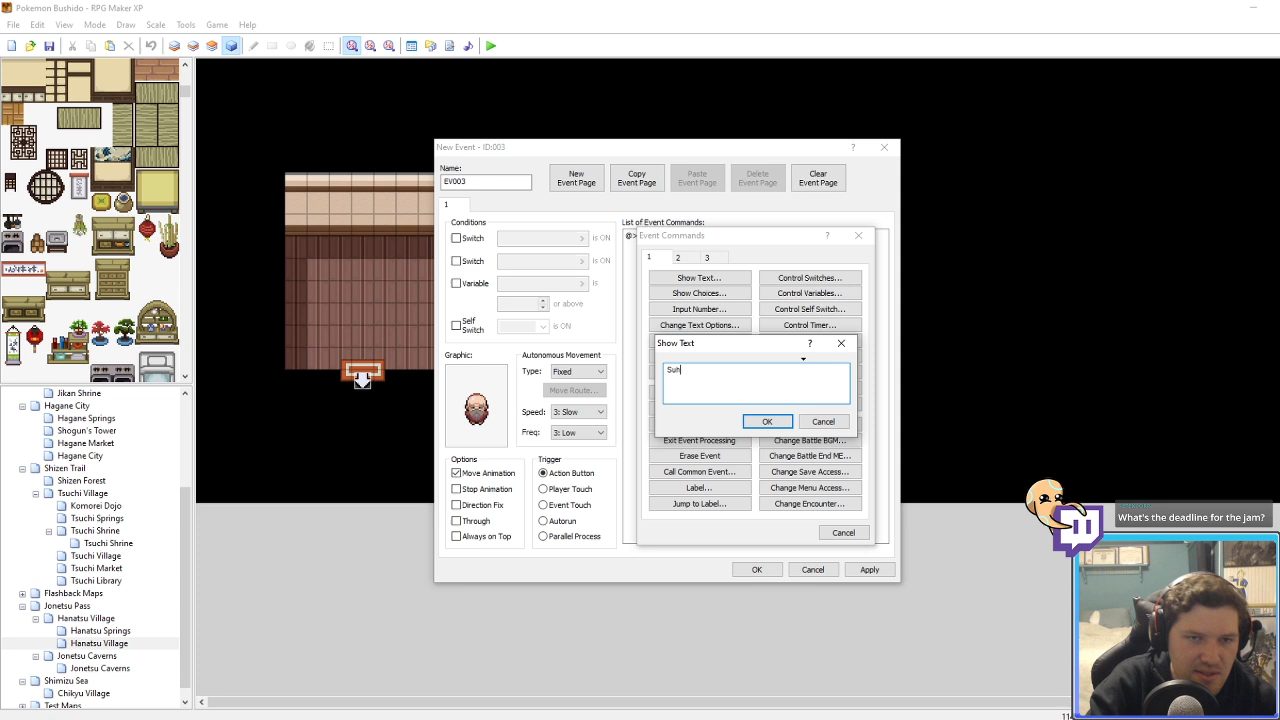 Pokemon Bushido - RPG Maker XP
File Edit View Mode Draw Scale Tools Game Help
New Event - ID:003
Name:
EV003
New Event Page
Copy Event Page
Paste Event Page
Delete Event Page
Clear Event Page
1
Conditions
Switch
is ON
Switch
is ON
Variable
is
or above
Self Switch
is ON
Graphic:
Autonomous Movement
Type:
Fixed
Move Route...
Speed:
3: Slow
Freq:
3: Low
Options
Move Animation
Stop Animation
Direction Fix
Through
Always on Top
Trigger
Action Button
Player Touch
Event Touch
Autorun
Parallel Process
List of Event Commands:
@>
Event Commands
1 2 3
Show Text... Control Switches...
Show Choices... Control Variables...
Input Number... Control Self Switch...
Change Text Options... Control Timer...
Show Text
Suh
OK Cancel
Exit Event Processing Change Battle BGM...
Erase Event Change Battle End ME...
Call Common Event... Change Save Access...
Label... Change Menu Access...
Jump to Label... Change Encounter...
Cancel
OK Cancel Apply
Jikan Shrine
Hagane City
Hagane Springs
Shogun's Tower
Hagane Market
Hagane City
Shizen Trail
Shizen Forest
Tsuchi Village
Komorei Dojo
Tsuchi Springs
Tsuchi Shrine
Tsuchi Shrine
Tsuchi Village
Tsuchi Market
Tsuchi Library
Flashback Maps
Jonetsu Pass
Hanatsu Village
Hanatsu Springs
Hanatsu Village
Jonetsu Caverns
Jonetsu Caverns
Shimizu Sea
Chikyu Village
Test Maps
What's the deadline for the jam?